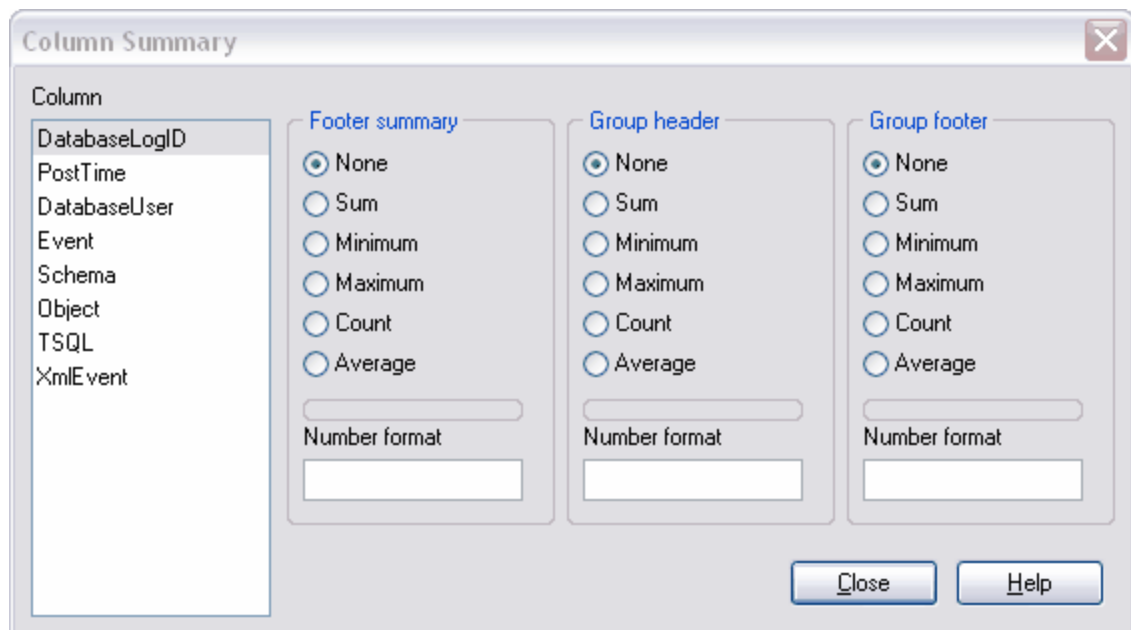 Column Summary
Column
DatabaseLogID
PostTime
DatabaseUser
Event
Schema
Object
TSQL
XmlEvent
Footer summary
None
Sum
Minimum
Maximum
Count
Average
Number format
Group header
None
Sum
Minimum
Maximum
Count
Average
Number format
Group footer
None
Sum
Minimum
Maximum
Count
Average
Number format
Close
Help